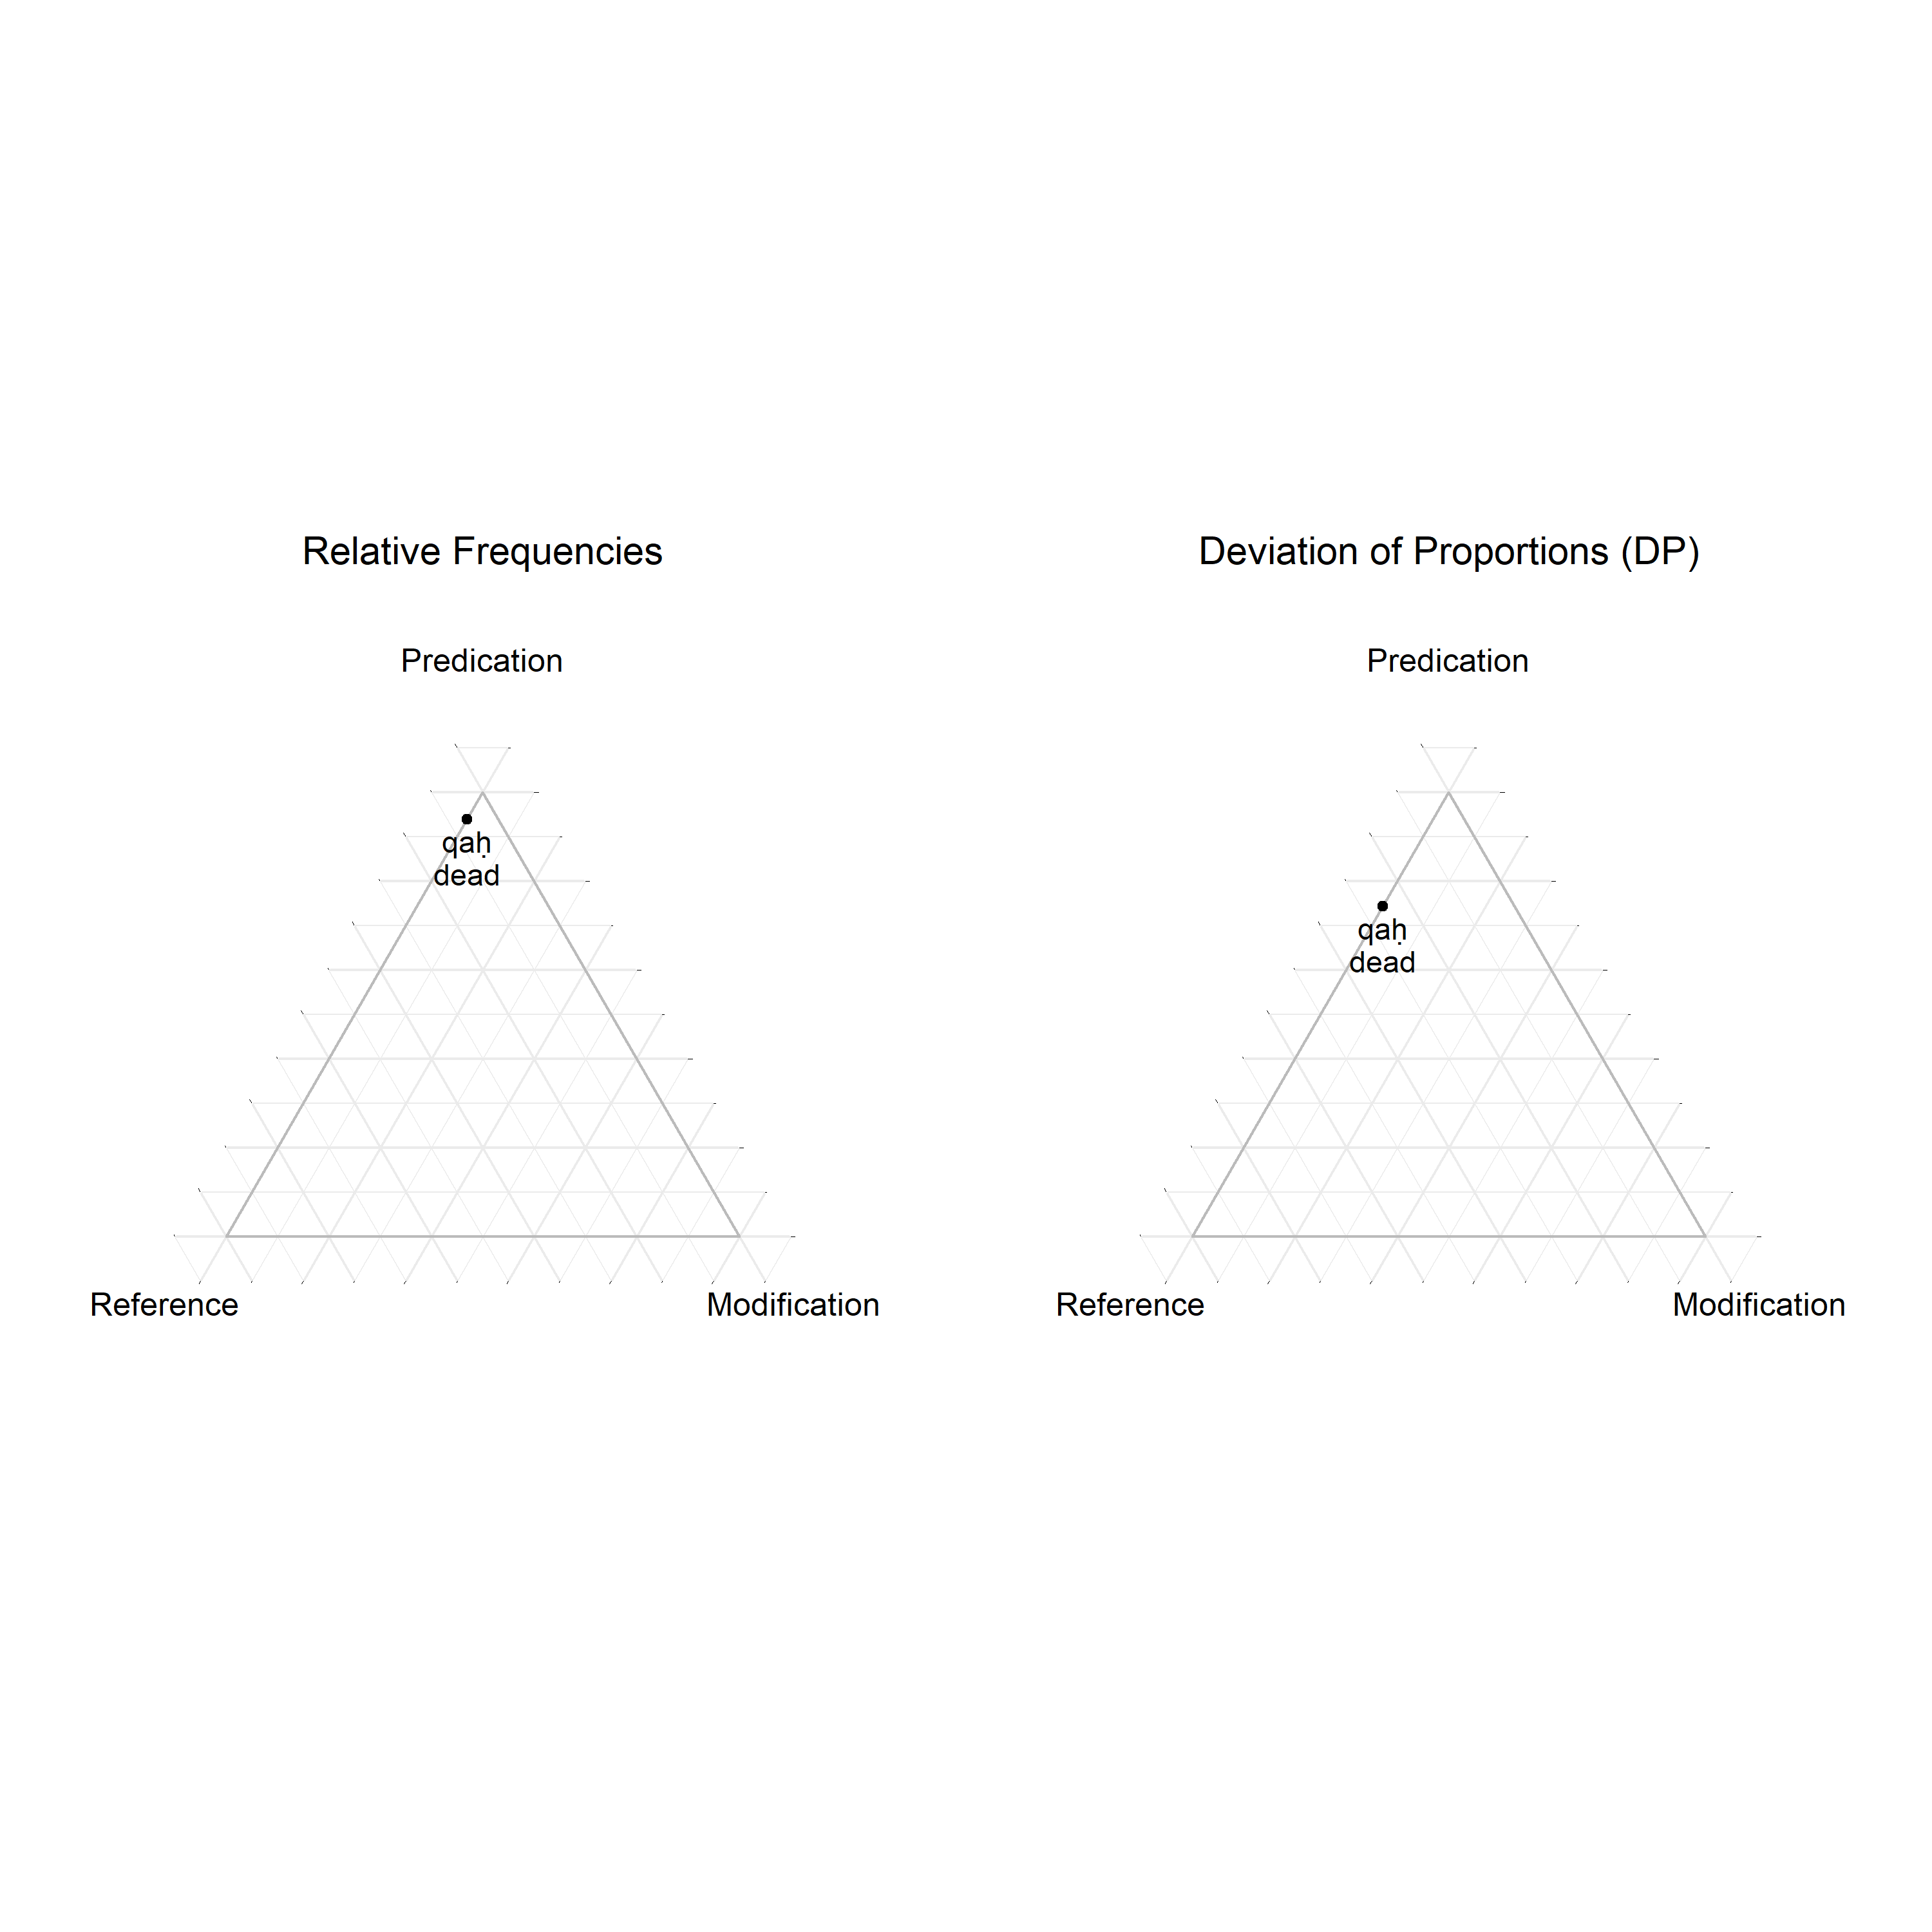 Relative Frequencies
Predication
qaḥ
dead
Reference
Modification
Deviation of Proportions (DP)
Predication
qaḥ
dead
Reference
Modification